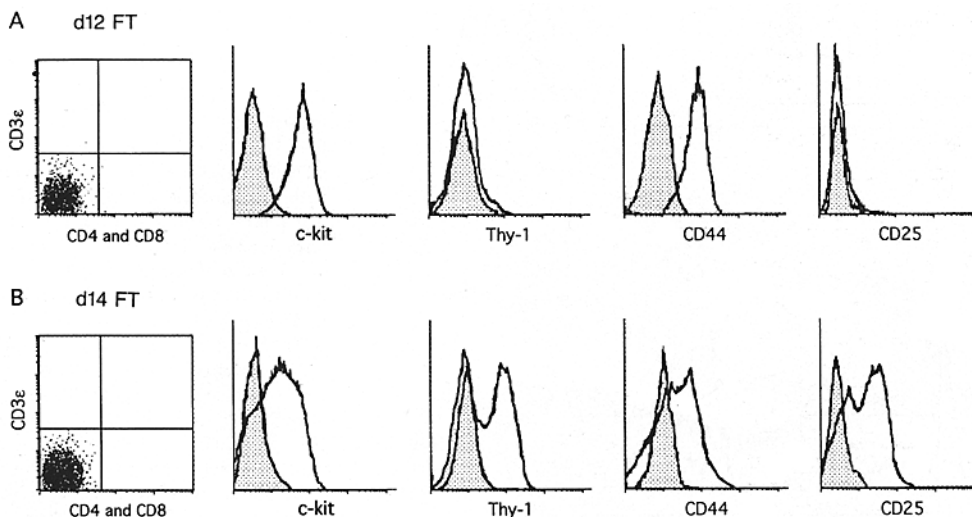 A d12 FT
CD3ε
CD4 and CD8
c-kit
Thy-1
CD44
CD25
B d14 FT
CD3ε
CD4 and CD8
c-kit
Thy-1
CD44
CD25